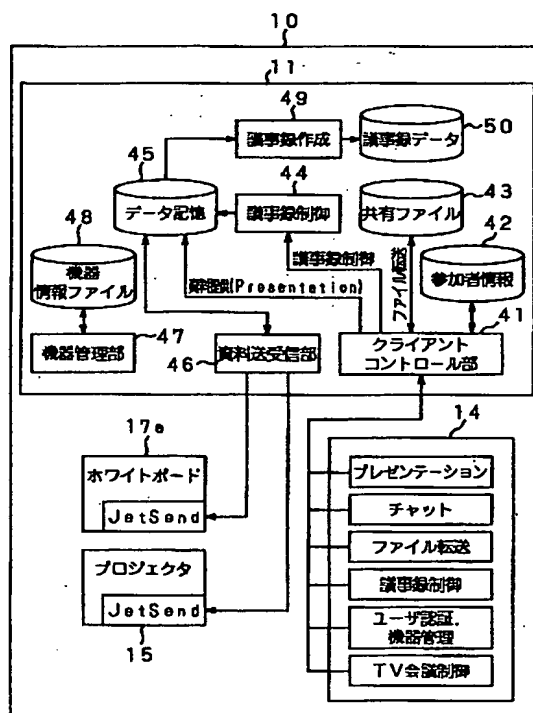 10
11
49
議事録作成
議事録データ
50
45
データ記憶
44
議事録制御
43
共有ファイル
42
参加者情報
48
機器
情報ファイル
議事録制御
資料提供(Presentation)
ファイル転送
41
クライアント
コントロール部
47
機器管理部
46
資料送受信部
17e
ホワイトボード
JetSend
プロジェクタ
JetSend
15
14
プレゼンテーション
チャット
ファイル転送
議事録制御
ユーザ認証.
機器管理
TV会議制御